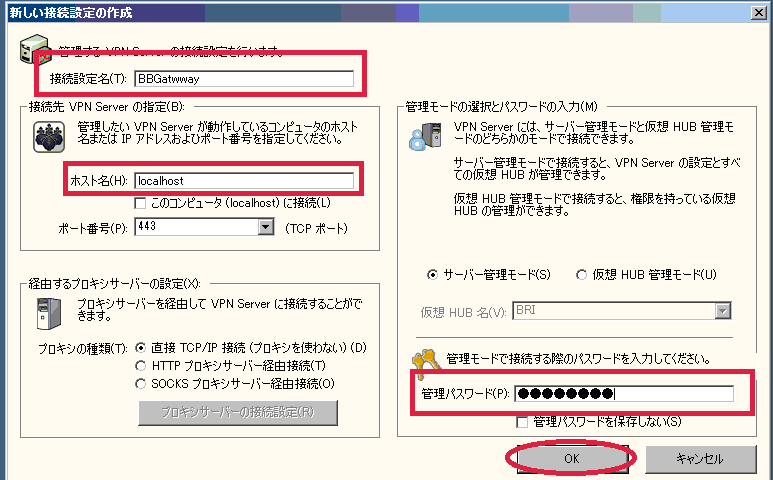 新しい接続設定の作成
管理する VPN Server の接続設定を行います。
接続設定名(T): BBGatwway
接続先 VPN Server の指定(B):
管理したい VPN Server が動作しているコンピュータのホスト
名または IP アドレスおよびポート番号を指定してください。
ホスト名(H): localhost
このコンピュータ (localhost) に接続(L)
ポート番号(P): 443 (TCP ポート)
経由するプロキシサーバーの設定(X):
プロキシサーバーを経由して VPN Server に接続することがで
きます。
プロキシの種類(T): 直接 TCP/IP 接続 (プロキシを使わない) (D)
HTTP プロキシサーバー経由接続(T)
SOCKS プロキシサーバー経由接続(O)
プロキシサーバーの接続設定(R)
管理モードの選択とパスワードの入力(M)
VPN Server には、サーバー管理モードと仮想 HUB 管理モ
ードのどちらかのモードで接続できます。
サーバー管理モードで接続すると、VPN Server の設定とすべ
ての仮想 HUB が管理できます。
仮想 HUB 管理モードで接続すると、権限を持っている仮想
HUB の管理ができます。
サーバー管理モード(S) 仮想 HUB 管理モード(U)
仮想 HUB 名(V): BRI
管理モードで接続する際のパスワードを入力してください。
管理パスワード(P): ●●●●●●●●
管理パスワードを保存しない(S)
OK キャンセル